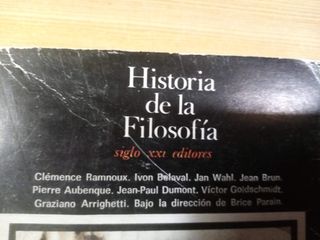 Historia
de la
Filosofía
siglo xxi editores
Clémence Ramnoux. Ivon Belaval. Jan Wahl. Jean Brun.
Pierre Aubenque. Jean-Paul Dumont. Víctor Goldschmidt.
Graziano Arrighetti. Bajo la dirección de Brice Parain.